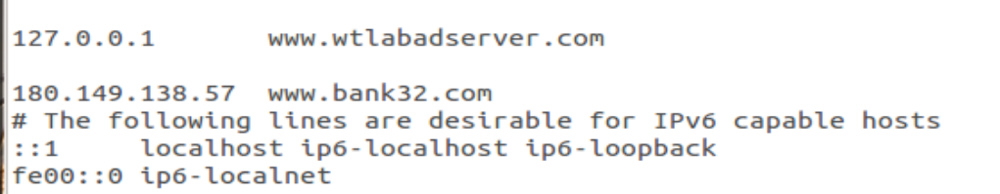 127.0.0.1 www.wtlabadserver.com
180.149.138.57 www.bank32.com
# The following lines are desirable for IPv6 capable hosts
::1 localhost ip6-localhost ip6-loopback
fe00::0 ip6-localnet